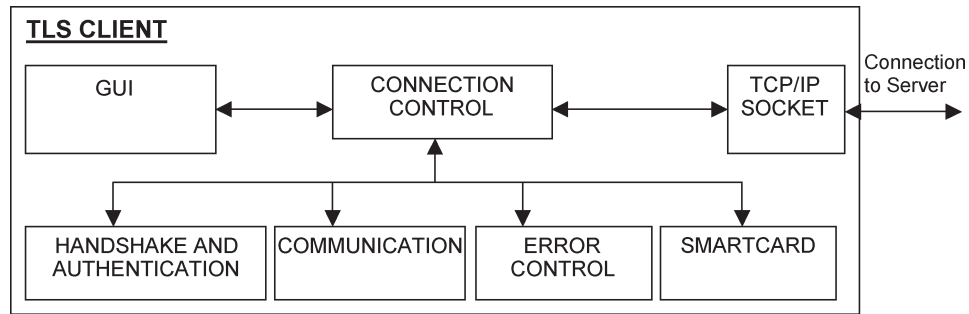 TLS CLIENT
GUI
CONNECTION
CONTROL
TCP/IP
SOCKET
Connection
to Server
HANDSHAKE AND
AUTHENTICATION
COMMUNICATION
ERROR
CONTROL
SMARTCARD